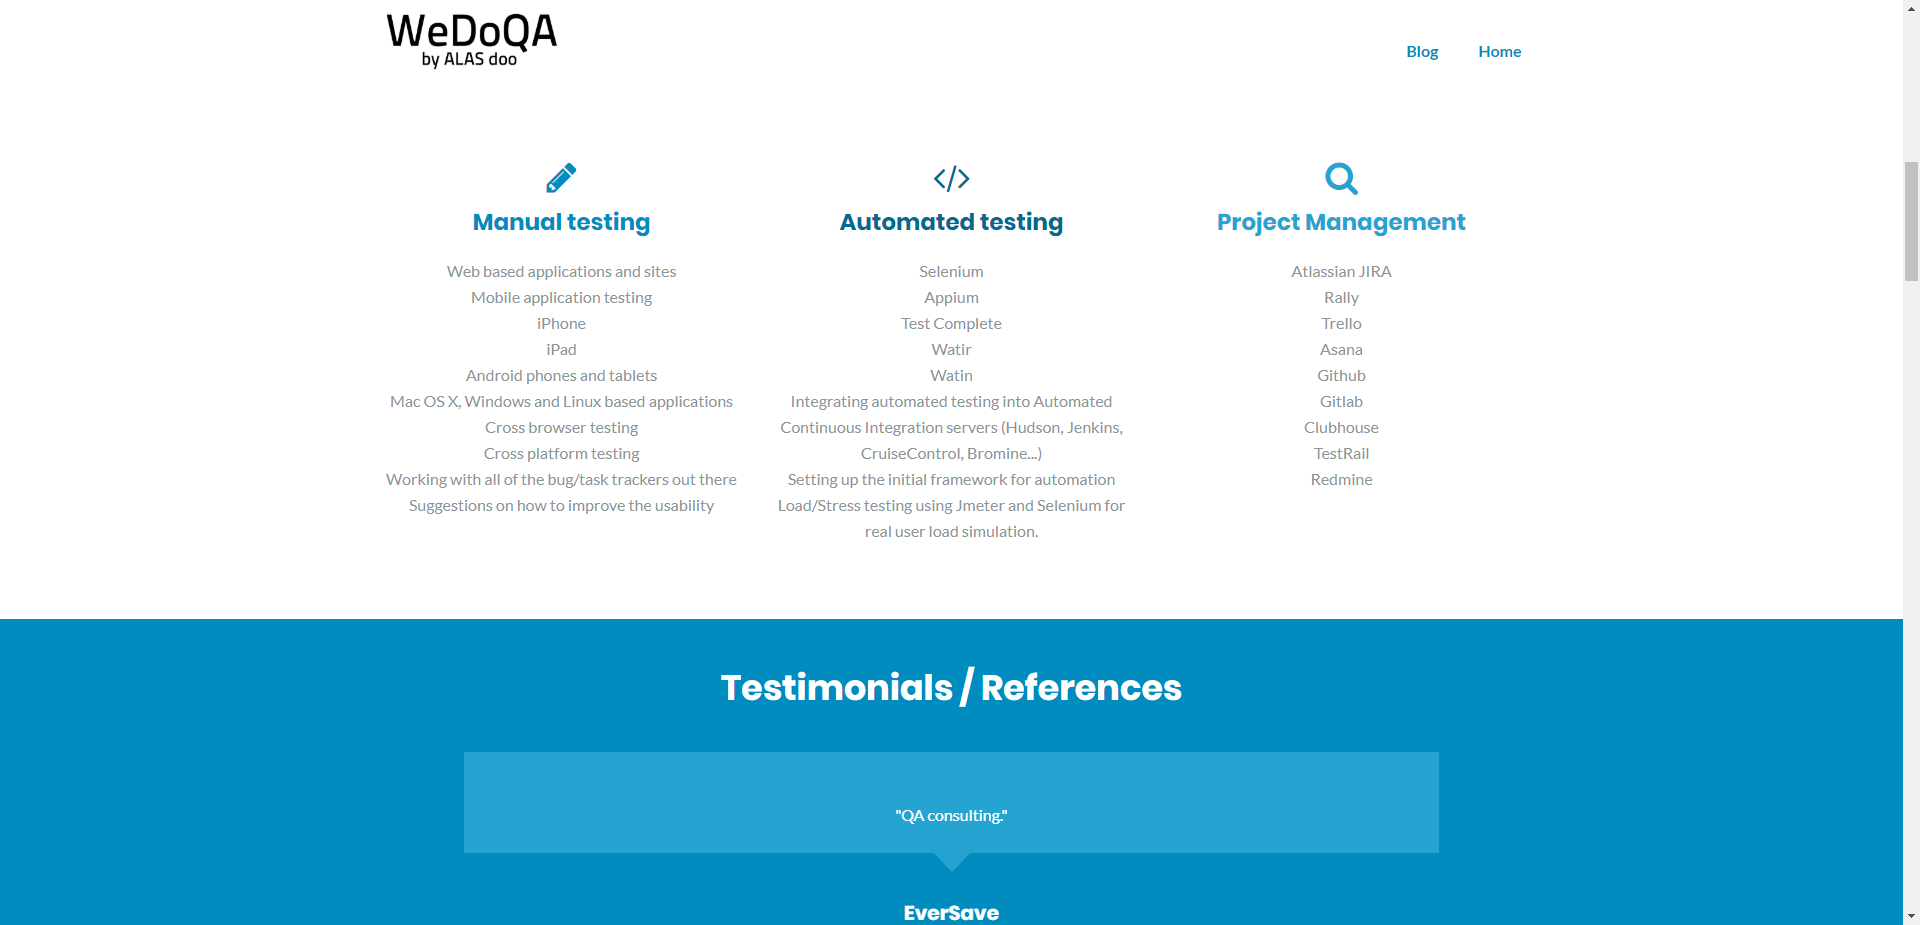 WeDoQA
by ALAS doo
Blog
Home
Manual testing
Web based applications and sites
Mobile application testing
iPhone
iPad
Android phones and tablets
Mac OS X, Windows and Linux based applications
Cross browser testing
Cross platform testing
Working with all of the bug/task trackers out there
Suggestions on how to improve the usability
Automated testing
Selenium
Appium
Test Complete
Watir
Watin
Integrating automated testing into Automated
Continuous Integration servers (Hudson, Jenkins,
CruiseControl, Bromine...)
Setting up the initial framework for automation
Load/Stress testing using Jmeter and Selenium for
real user load simulation.
Project Management
Atlassian JIRA
Rally
Trello
Asana
Github
Gitlab
Clubhouse
TestRail
Redmine
Testimonials / References
"QA consulting."
EverSave